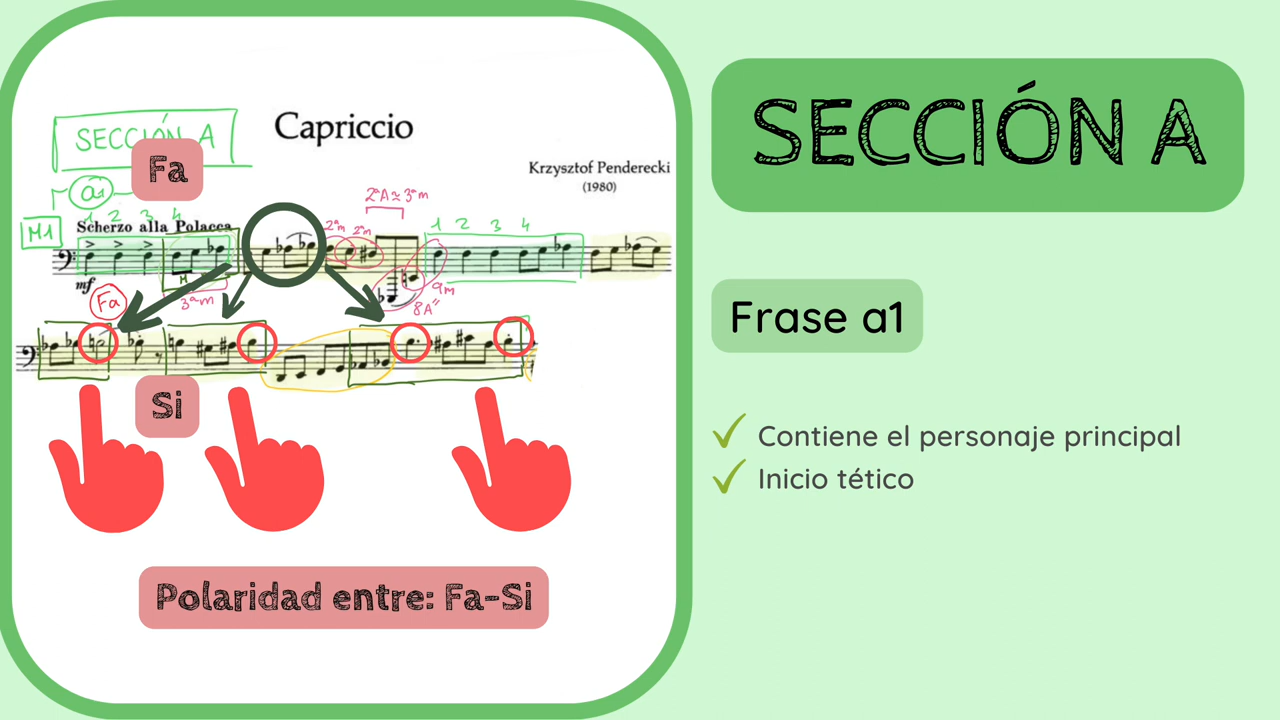 SECCIÓN A
Capriccio
Fa
Krzysztof Penderecki
(1980)
a1
2ªA≈3ªm
M1
1 2 3 4
Scherzo alla Polacca
2ªm 2ªm
1 2 3 4
mf
Fa
3ªm
9m
8A
Si
Polaridad entre: Fa-Si
SECCIÓN A
Frase a1
Contiene el personaje principal
Inicio tético